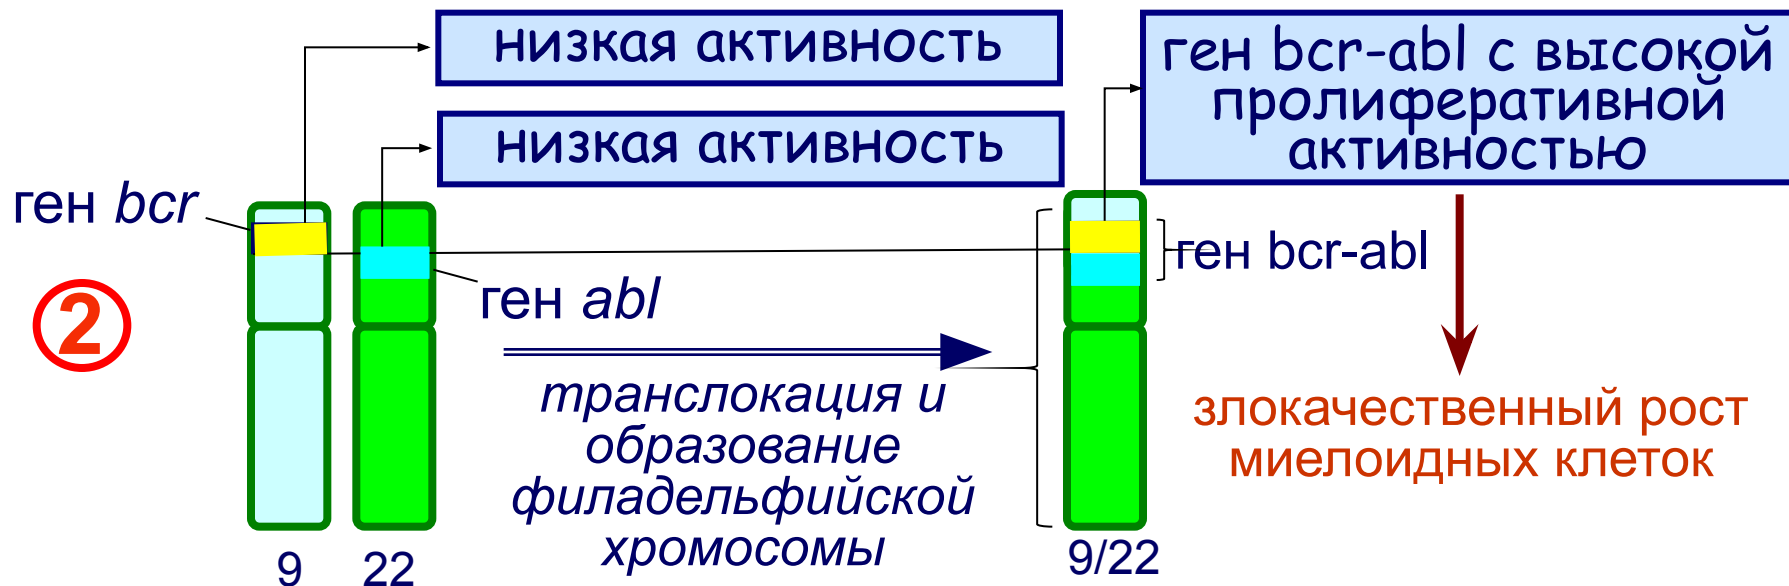 низкая активность
низкая активность
ген bcr-abl с высокой
пролиферативной
активностью
ген bcr
ген abl
ген bcr-abl
2
транслокация и
образование
филадельфийской
хромосомы
злокачественный рост
миелоидных клеток
9
22
9/22